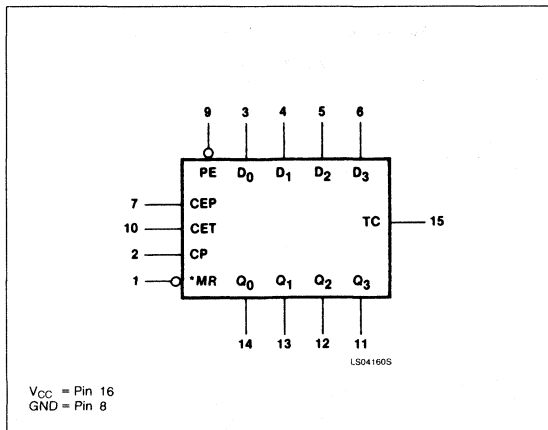 9 3 4 5 6
PE D0 D1 D2 D3
7 CEP
10 CET
TC 15
2 CP
1 *MR Q0 Q1 Q2 Q3
14 13 12 11
LS04160S
VCC = Pin 16
GND = Pin 8